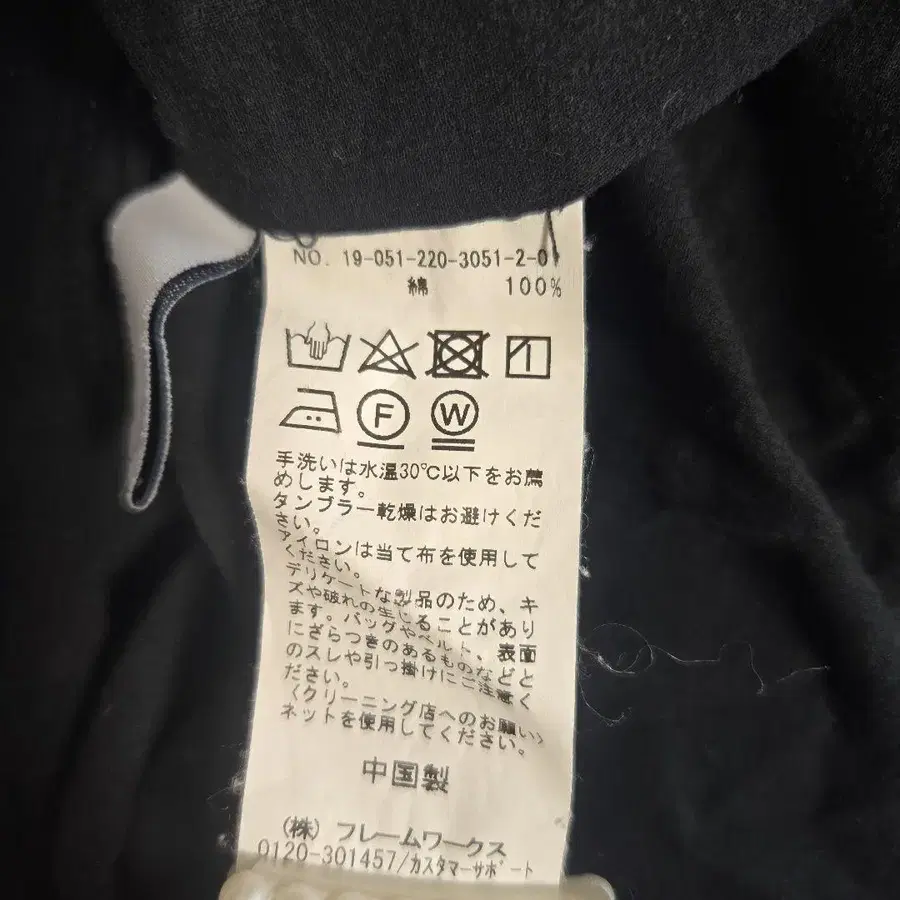 NO. 19-051-220-3051-2-01
綿 100%
F W
手洗いは水温30℃以下をお薦
めします。
タンブラー乾燥はお避けくだ
さい。
アイロンは当て布を使用して
ください。
デリケートな製品のため、キ
ズや破れの生じることがあり
ます。バッグやベルト、表面
にざらつきのあるものなどと
のスレや引っ掛けにご注意く
ださい。
〈クリーニング店へのお願い〉
ネットを使用してください。
中国製
(株) フレームワークス
0120-301457/カスタマーサポート